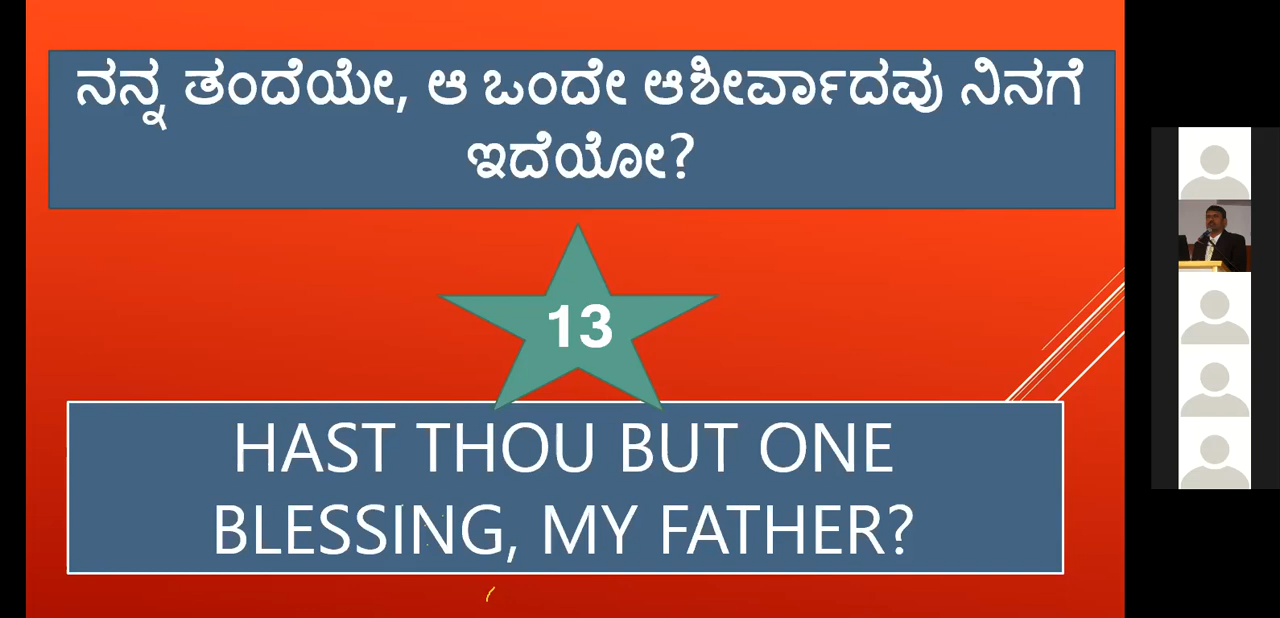 ನನ್ನ ತಂದೆಯೇ, ಆ ಒಂದೇ ಆಶೀರ್ವಾದವು ನಿನಗೆ
ಇದೆಯೋ?
13
HAST THOU BUT ONE
BLESSING, MY FATHER?